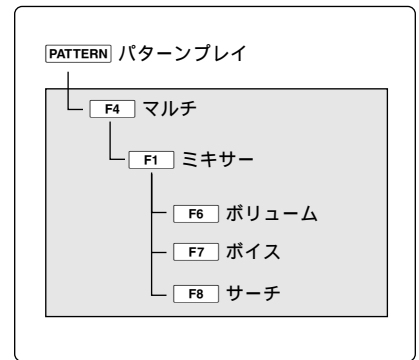 PATTERN パターンプレイ
F4 マルチ
F1 ミキサー
F6 ボリューム
F7 ボイス
F8 サーチ